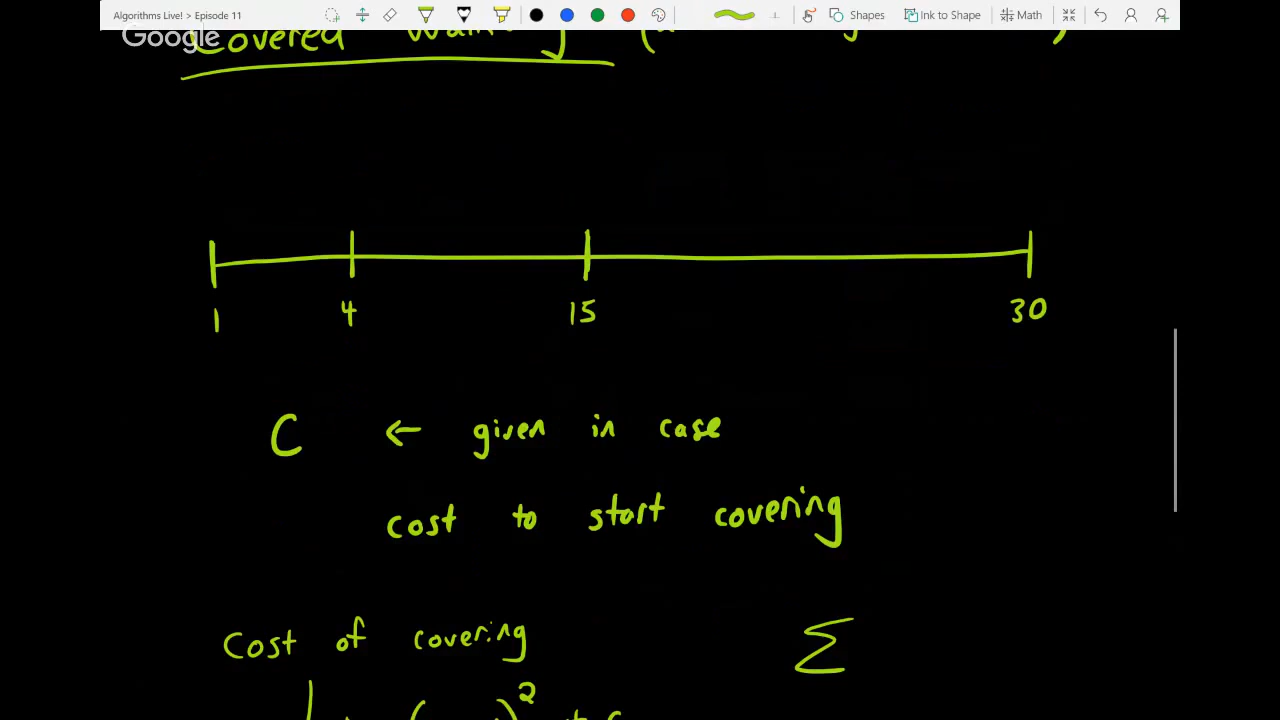 Algorithms Live! > Episode 11
Shapes
Ink to Shape
Math
Google
Covered
1 4 15 30
C ← given in case
cost to start covering
Cost of covering
Σ
2